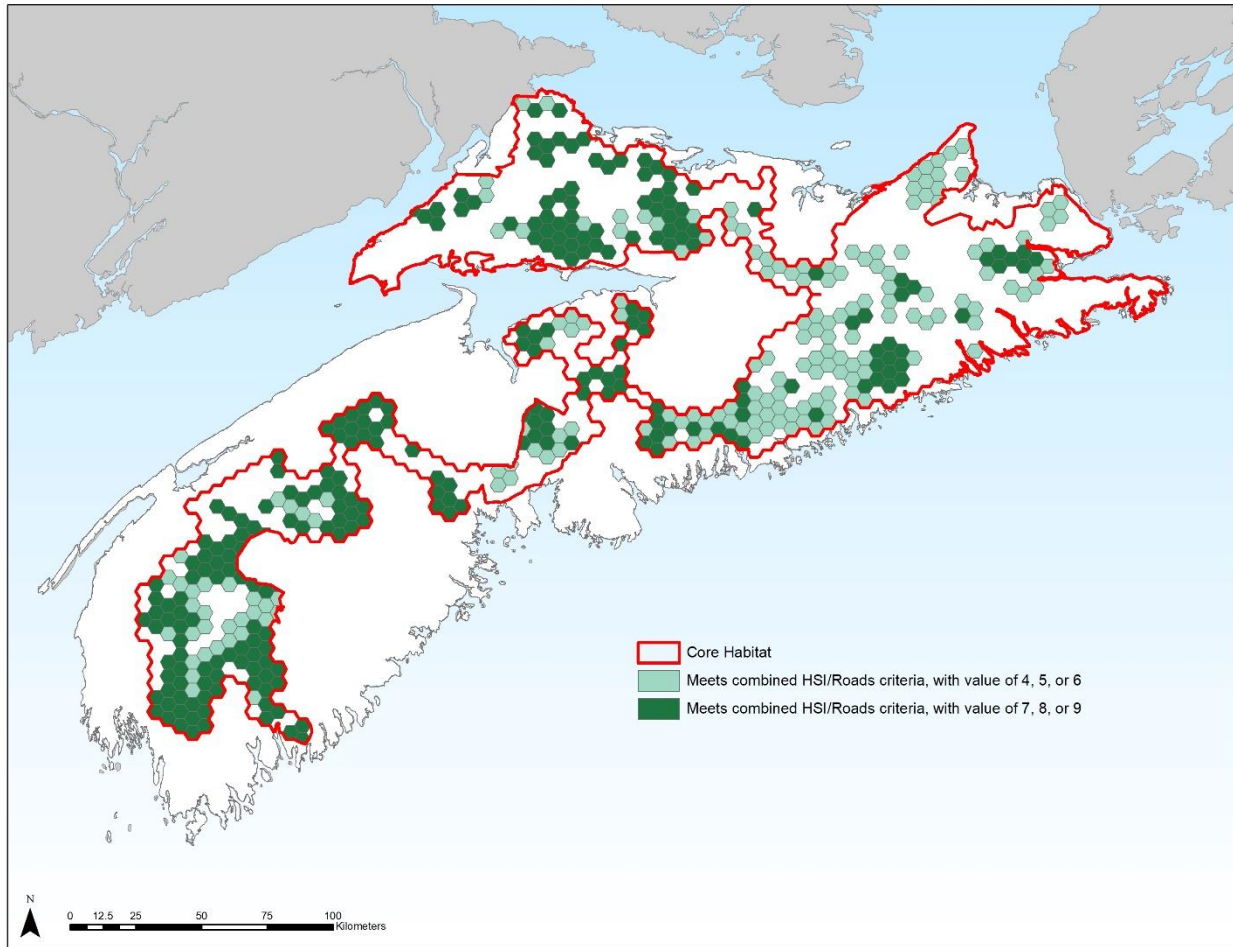 Core Habitat
Meets combined HSI/Roads criteria, with value of 4, 5, or 6
Meets combined HSI/Roads criteria, with value of 7, 8, or 9
N
0 12.5 25 50 75 100
Kilometers